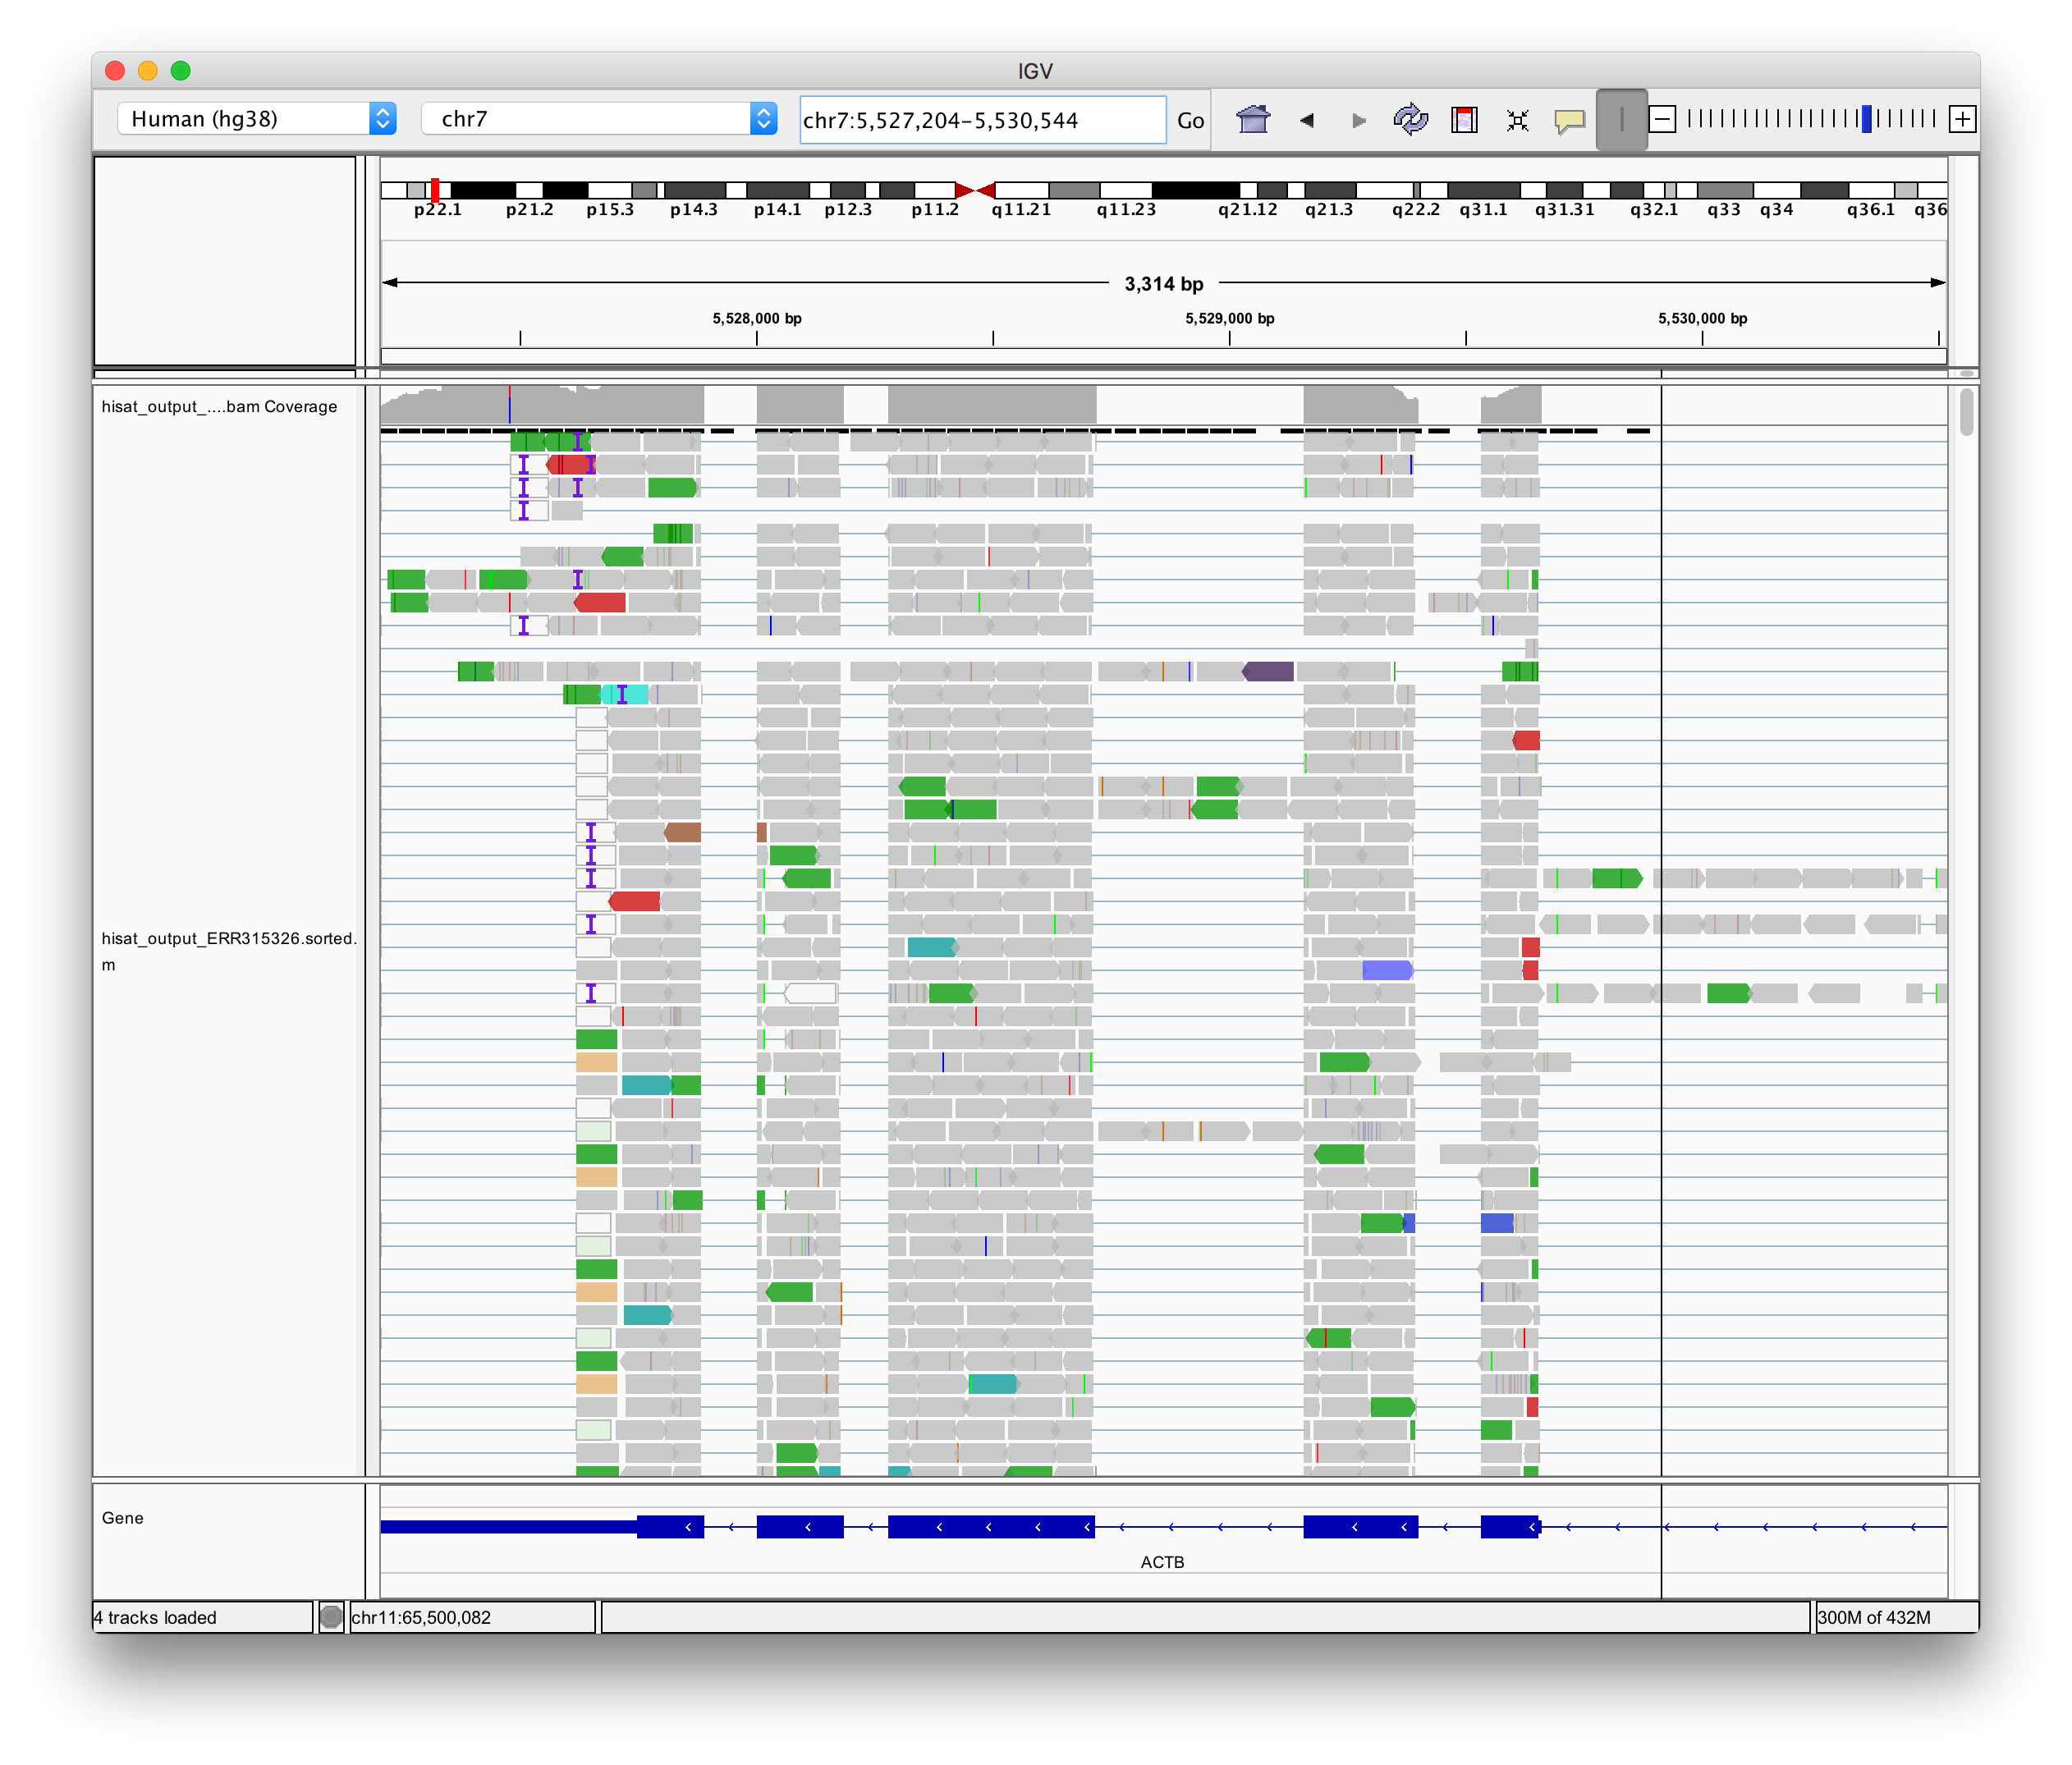 IGV
Human (hg38) chr7 chr7:5,527,204-5,530,544 Go
p22.1 p21.2 p15.3 p14.3 p14.1 p12.3 p11.2 q11.21 q11.23 q21.12 q21.3 q22.2 q31.1 q31.31 q32.1 q33 q34 q36.1 q36
3,314 bp
5,528,000 bp 5,529,000 bp 5,530,000 bp
hisat_output_....bam Coverage
hisat_output_ERR315326.sorted.
m
Gene
ACTB
4 tracks loaded chr11:65,500,082 300M of 432M